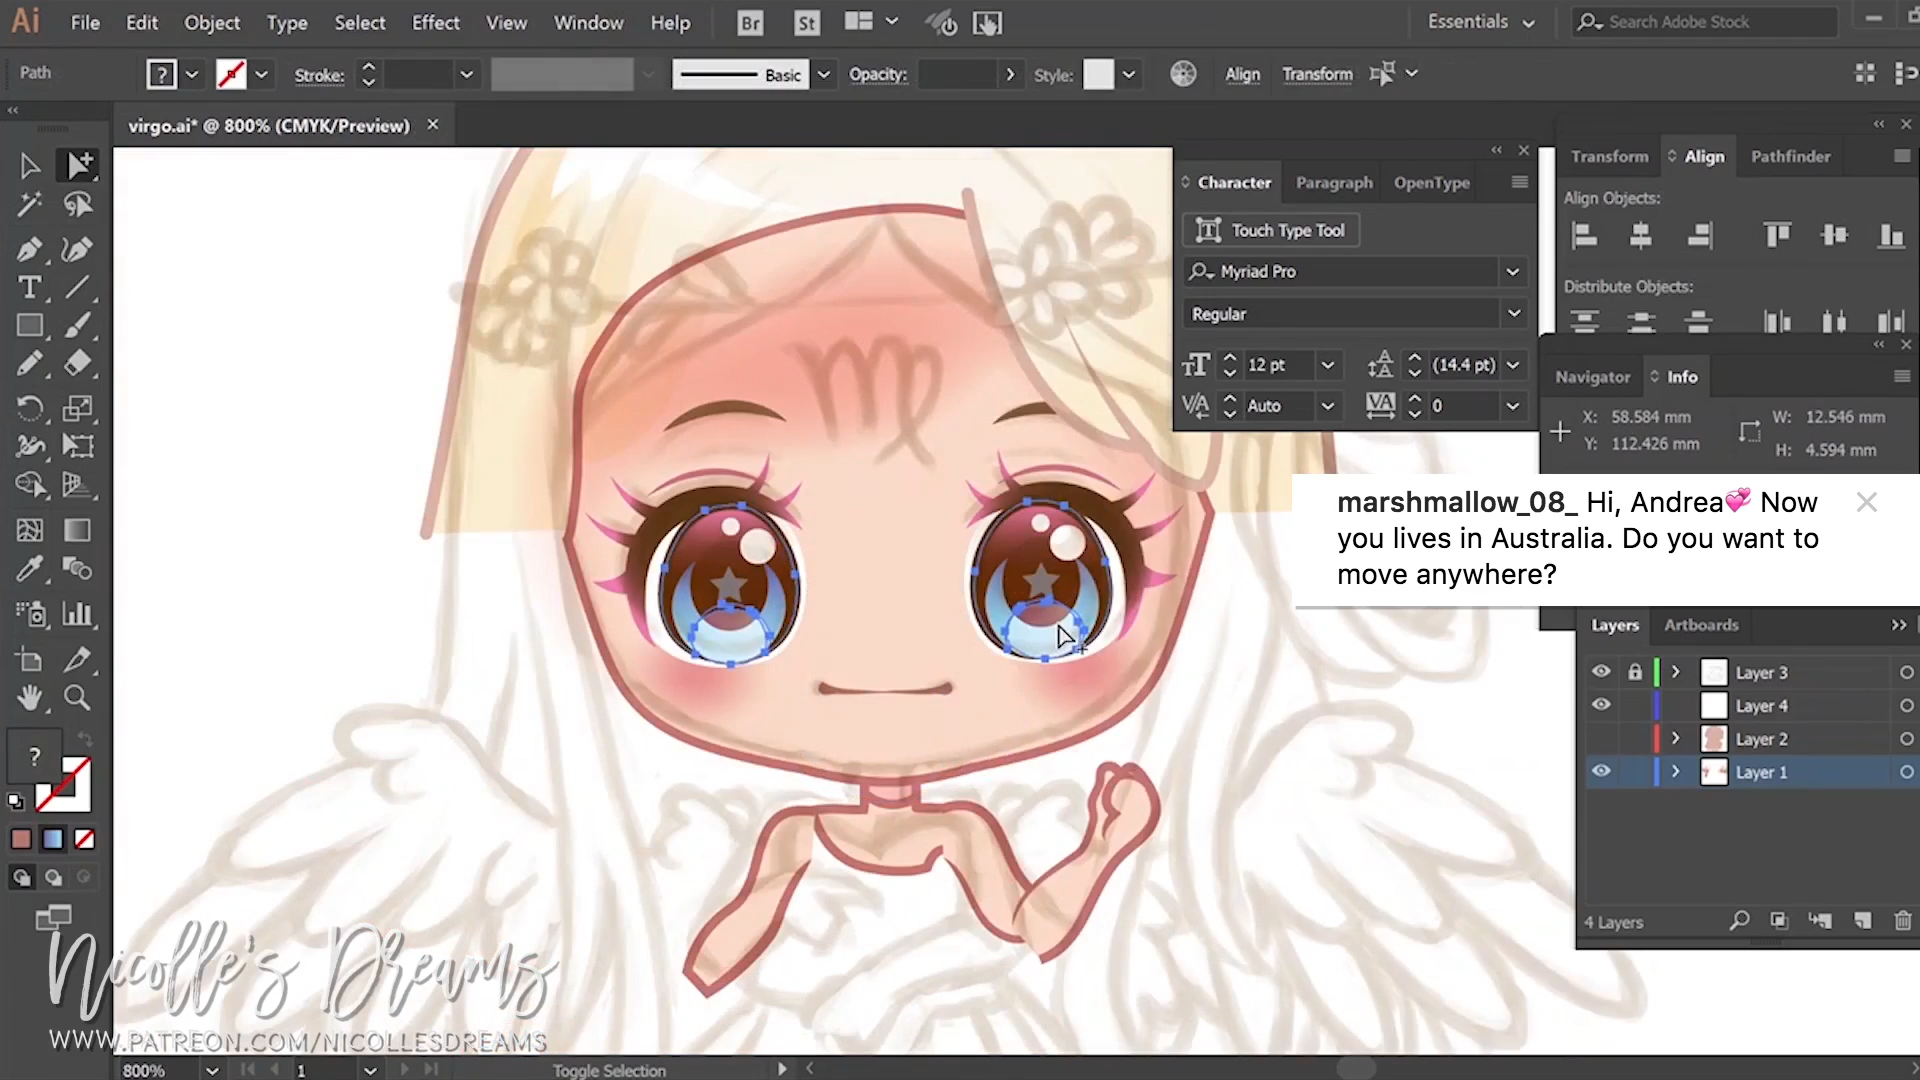 Ai File Edit Object Type Select Effect View Window Help Br St Essentials Search Adobe Stock
Path ? Stroke: Basic Opacity: Style: Align Transform
virgo.ai* @ 800% (CMYK/Preview)
Transform Align Pathfinder
Character Paragraph OpenType
Align Objects:
Touch Type Tool
Myriad Pro
Distribute Objects:
Regular
12 pt (14.4 pt)
Navigator Info
Auto 0
X: 58.584 mm W: 12.546 mm
Y: 112.426 mm H: 4.594 mm
marshmallow_08_ Hi, Andrea💞 Now
you lives in Australia. Do you want to
move anywhere?
Layers Artboards
Layer 3
Layer 4
Layer 2
Layer 1
4 Layers
?
Nicolle's Dreams
WWW.PATREON.COM/NICOLLESDREAMS
800% 1 Toggle Selection